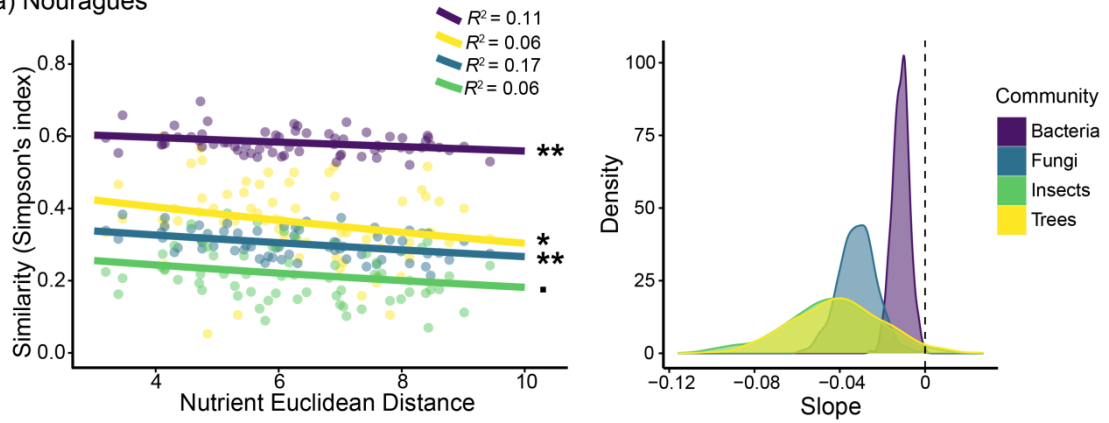 a) Nouragues
R² = 0.11
R² = 0.06
R² = 0.17
R² = 0.06
Similarity (Simpson's index)
0.8
0.6
0.4
0.2
0.0
**
*
**
.
4 6 8 10
Nutrient Euclidean Distance
Density
100
75
50
25
0
−0.12 −0.08 −0.04 0
Slope
Community
Bacteria
Fungi
Insects
Trees